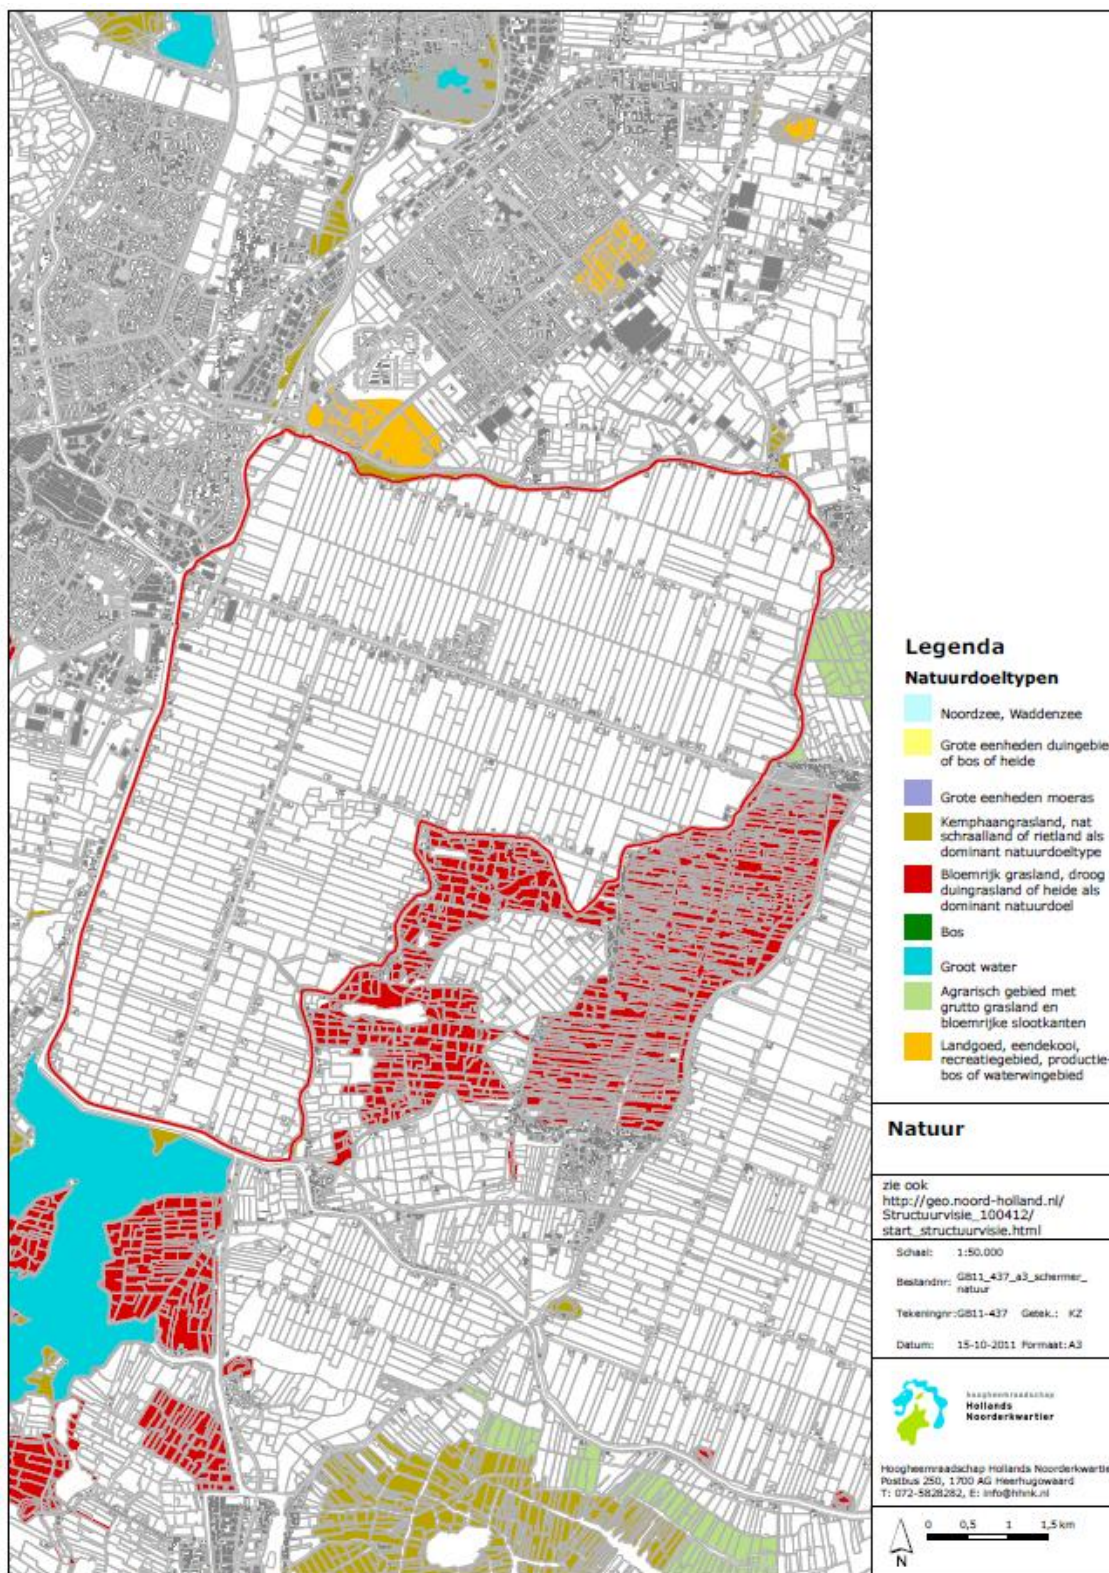 Legenda
Natuurdoeltypen
Noordzee, Waddenzee
Grote eenheden duingebie
of bos of heide
Grote eenheden moeras
Kemphaangrasland, nat
schraalland of rietland als
dominant natuurdoeltype
Bloemrijk grasland, droog
duingrasland of heide als
dominant natuurdoel
Bos
Groot water
Agrarisch gebied met
grutto grasland en
bloemrijke slootkanten
Landgoed, eendekooi,
recreatiegebied, productie-
bos of waterwingebied
Natuur
zie ook
http://geo.noord-holland.nl/
Structuurvisie_100412/
start_structuurvisie.html
Schaal: 1:50.000
Bestandnr: G811_437_a3_schermer_
natuur
Tekeningnr: G811-437 Getek.: KZ
Datum: 15-10-2011 Formaat: A3
hoogheemraadschap
Hollands
Noorderkwartier
Hoogheemraadschap Hollands Noorderkwartie
Postbus 250, 1700 AG Heerhugowaard
T: 072-5828282, E: info@hhnk.nl
0 0,5 1 1,5 km
N